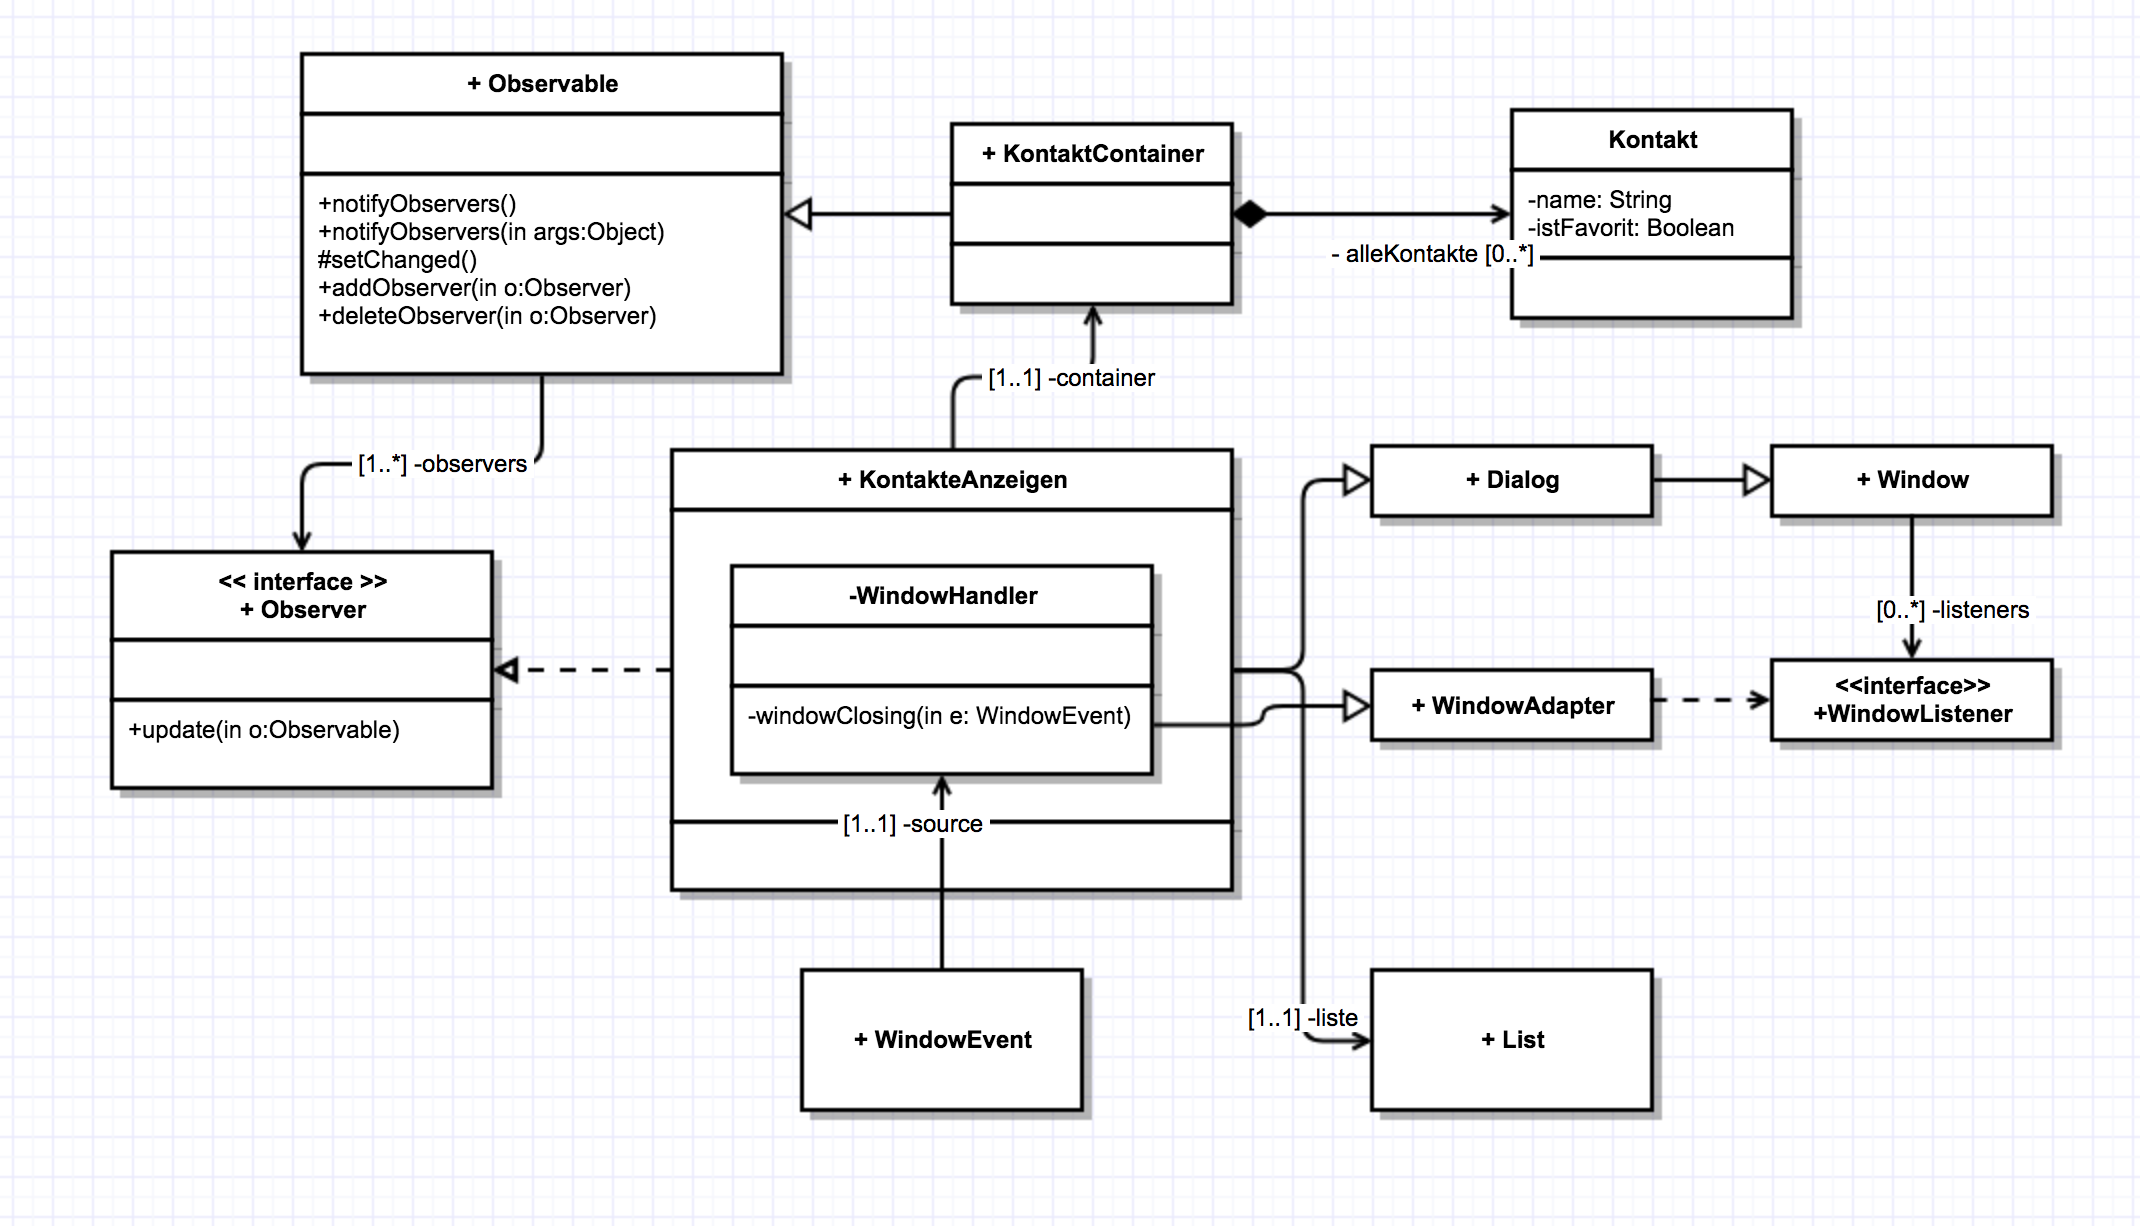 + Observable
+notifyObservers()
+notifyObservers(in args:Object)
#setChanged()
+addObserver(in o:Observer)
+deleteObserver(in o:Observer)
+ KontaktContainer
Kontakt
-name: String
-istFavorit: Boolean
- alleKontakte [0..*]
[1..1] -container
[1..*] -observers
<< interface >>
+ Observer
+update(in o:Observable)
+ KontakteAnzeigen
-WindowHandler
-windowClosing(in e: WindowEvent)
[1..1] -source
+ Dialog
+ Window
[0..*] -listeners
+ WindowAdapter
<<interface>>
+WindowListener
+ WindowEvent
[1..1] -liste
+ List